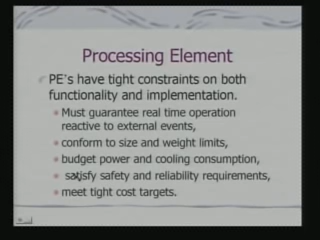 Processing Element
PE's have tight constraints on both
functionality and implementation.
Must guarantee real time operation
reactive to external events,
conform to size and weight limits,
budget power and cooling consumption,
satisfy safety and reliability requirements,
meet tight cost targets.